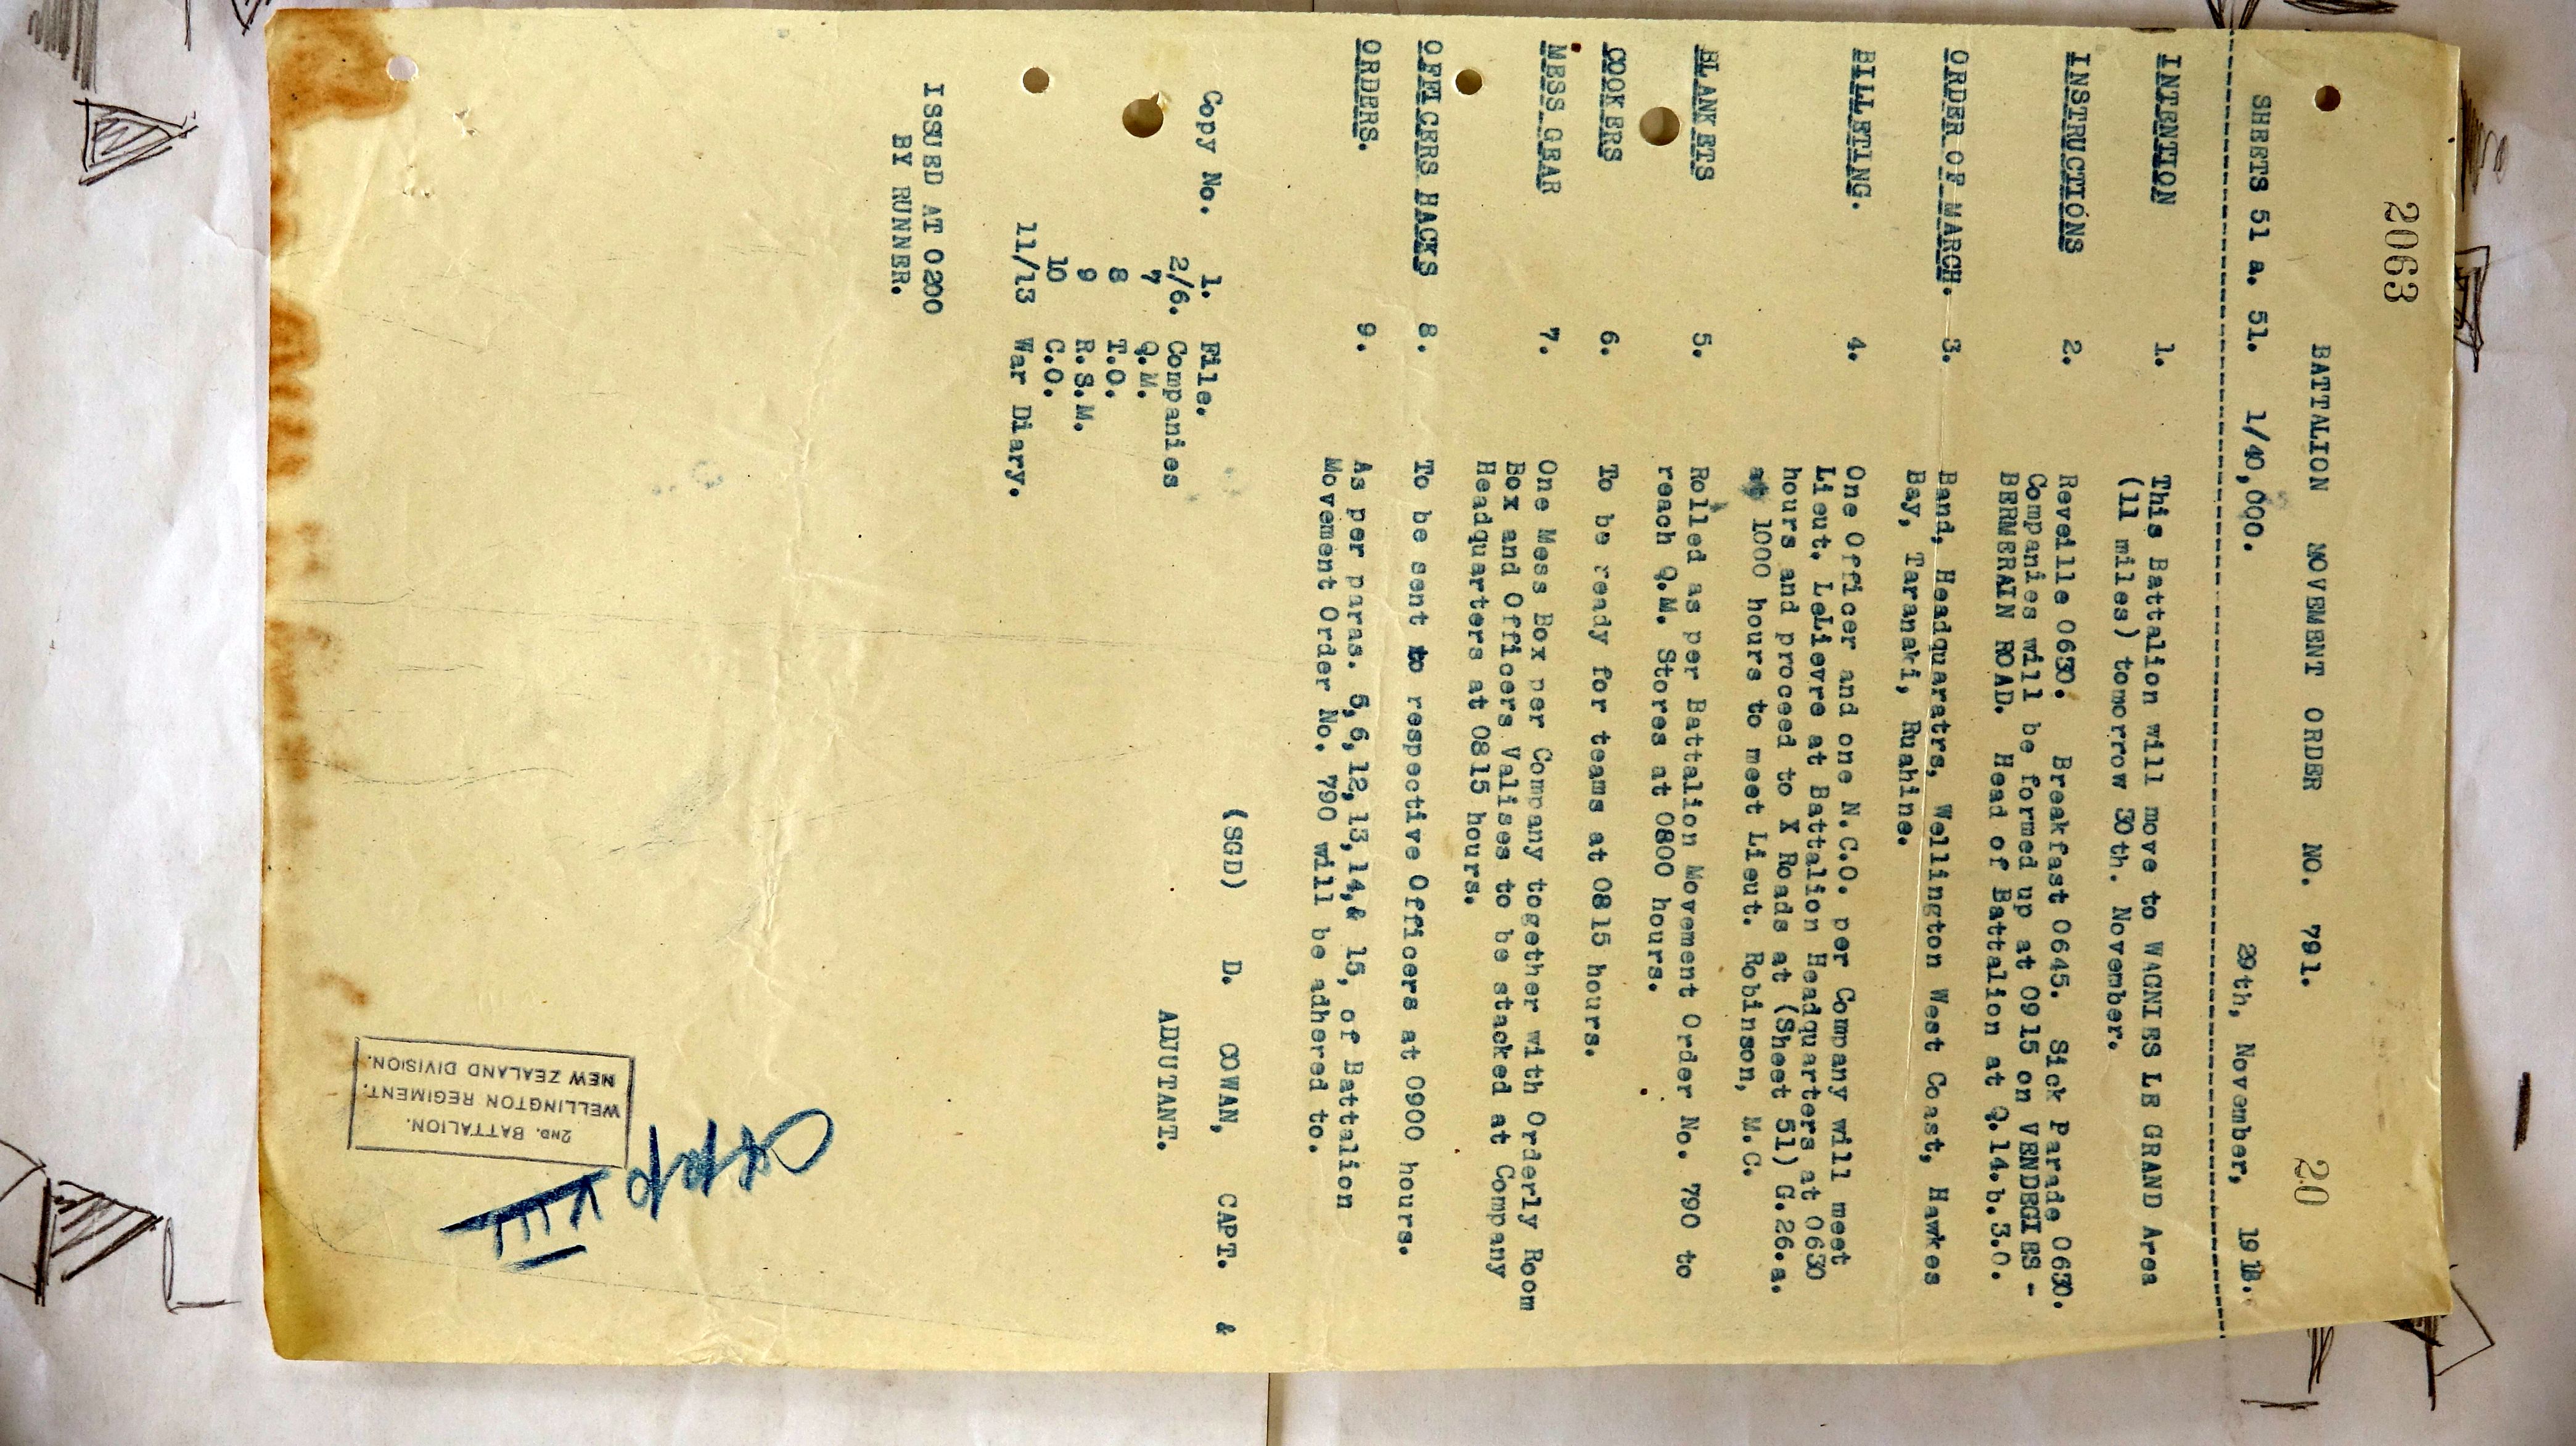 2063
20
BATTALION MOVEMENT ORDER NO. 791.
SHEETS 51 a. 51. 1/40,000. 29th, November, 1918.
INTENTION 1. This Battalion will move to WAGNIES LE GRAND Area
(11 miles) tomorrow 30th. November.
INSTRUCTIONS 2. Reveille 0630. Breakfast 0645. Sick Parade 0630.
Companies will be formed up at 0915 on VENDEGIES -
BERMERAIN ROAD. Head of Battalion at Q.14.b.3.0.
ORDER OF MARCH. 3. Band, Headquaratrs, Wellington West Coast, Hawkes
Bay, Taranaki, Ruahine.
BILLETING. 4. One Officer and one N.C.O. per Company will meet
Lieut. LeLievre at Battalion Headquarters at 0630
hours and proceed to X Roads at (Sheet 51) G.26.a.
at 1000 hours to meet Lieut. Robinson, M.C.
BLANKETS 5. Rolled as per Battalion Movement Order No. 790 to
reach Q.M. Stores at 0800 hours.
COOKERS 6. To be ready for teams at 0815 hours.
MESS GEAR 7. One Mess Box per Company together with Orderly Room
Box and Officers Valises to be stacked at Company
Headquarters at 0815 hours.
OFFICERS HACKS 8. To be sent to respective Officers at 0900 hours.
ORDERS. 9. As per paras. 5,6,12,13,14,& 15, of Battalion
Movement Order No. 790 will be adhered to.
(SGD) D. COWAN, CAPT. &
ADJUTANT.
Copy No. 1. File.
2/6. Companies
7 Q.M.
8 T.O.
9 R.S.M.
10 C.O.
11/13 War Diary.
ISSUED AT 0200
BY RUNNER.
2ND. BATTALION.
WELLINGTON REGIMENT.
NEW ZEALAND DIVISION.